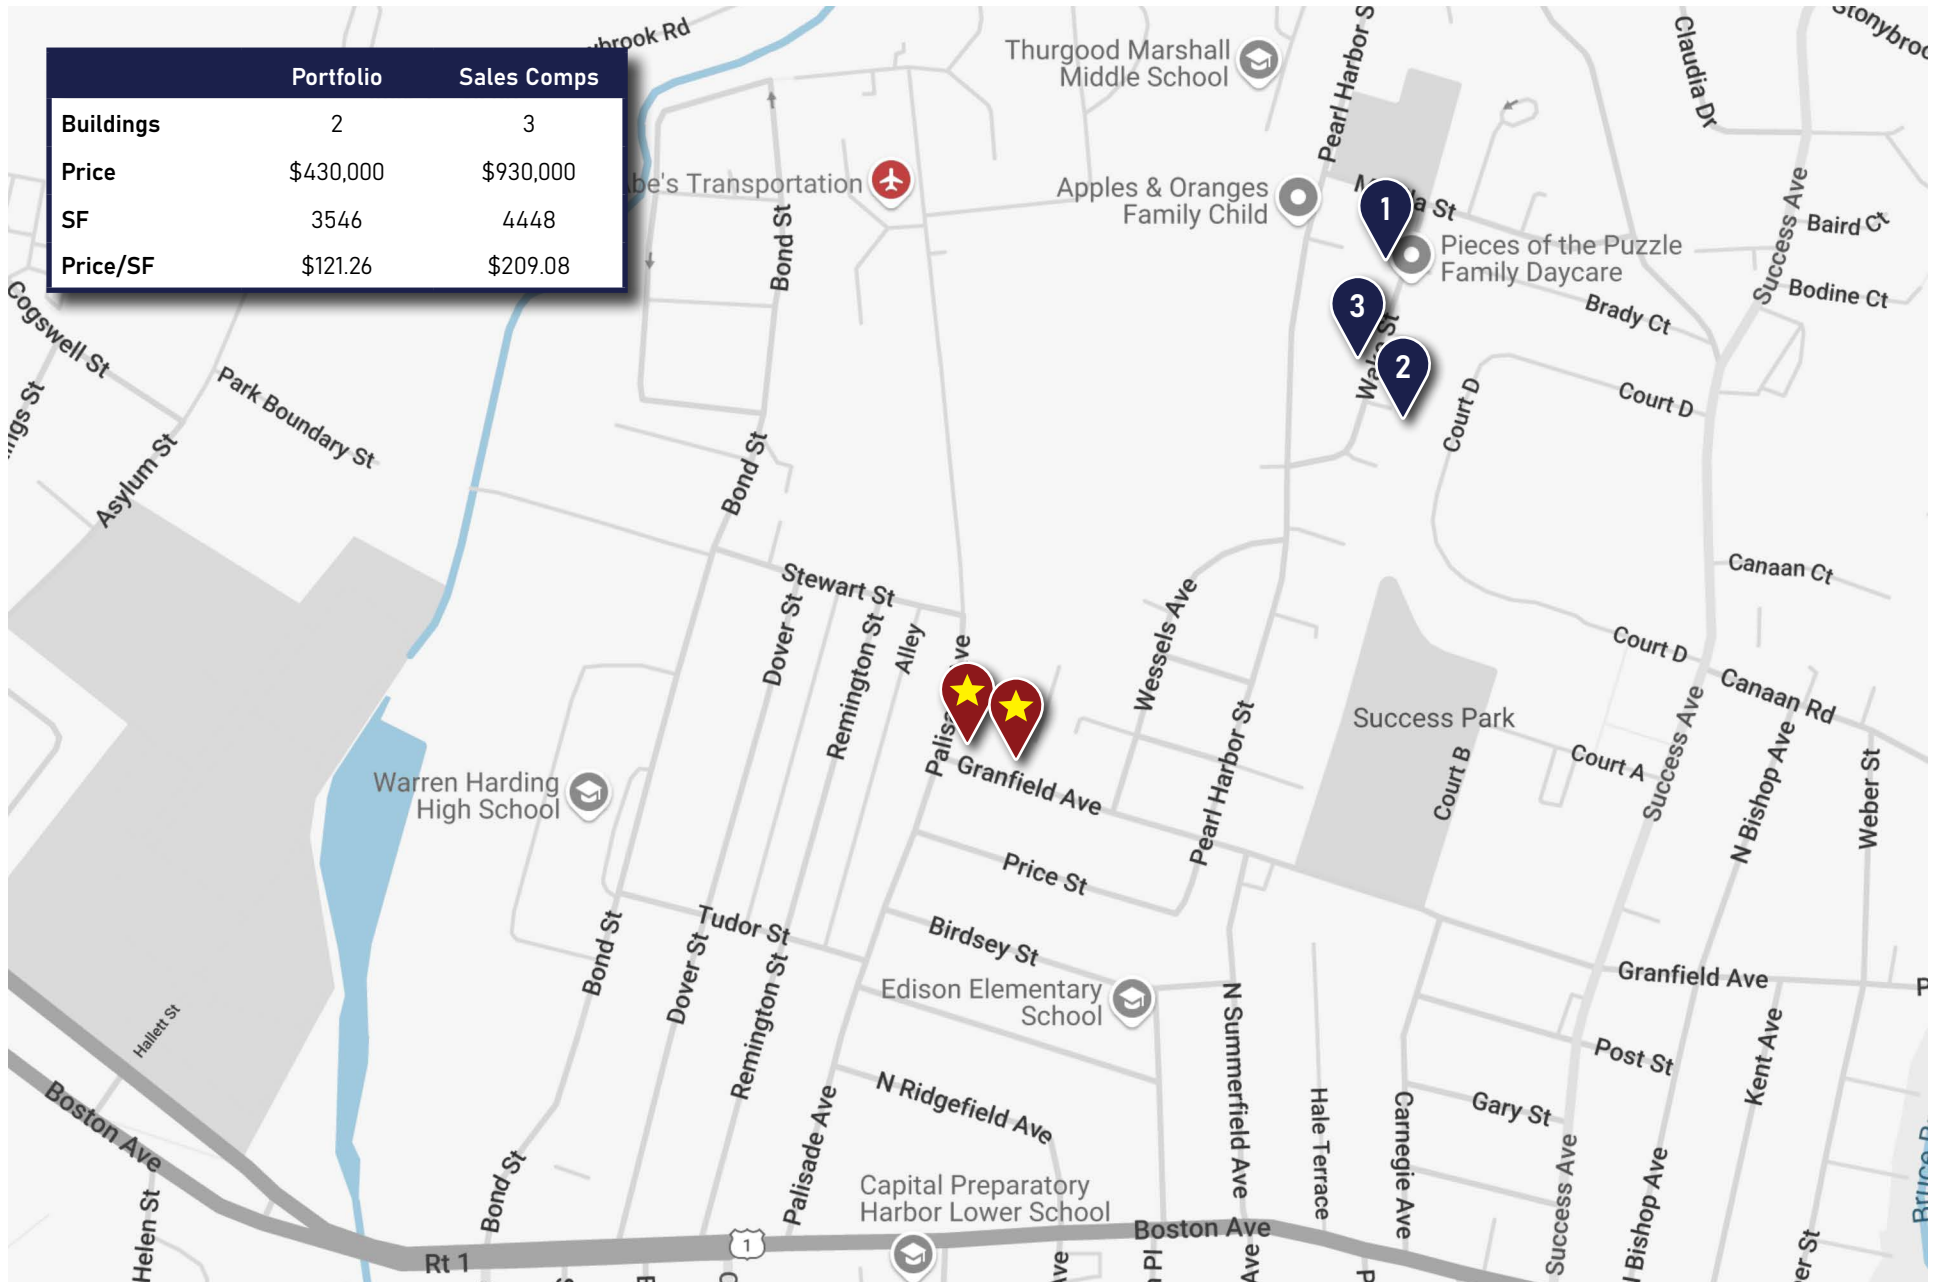 Portfolio Sales Comps
Buildings 2 3
Price $430,000 $930,000
SF 3546 4448
Price/SF $121.26 $209.08
Thurgood Marshall
Middle School
Claudia Dr
Success Ave
Baird Ct
Bodine Ct
Apples & Oranges
Family Child
1
Pieces of the Puzzle
Family Daycare
Brady Ct
3
2
Court D
Court D
Bond St
Cogswell St
Park Boundary St
Asylum St
Bond St
Stewart St
Dover St
Remington St
Alley
Wessels Ave
Canaan Ct
Court D
Canaan Rd
Success Park
Court B
Court A
Success Ave
N Bishop Ave
Weber St
Pearl Harbor St
Granfield Ave
Warren Harding
High School
Price St
Birdsey St
Tudor St
Bond St
Dover St
Remington St
Edison Elementary
School
N Summerfield Ave
Granfield Ave
Post St
Kent Ave
Hallett St
Boston Ave
N Ridgefield Ave
Palisade Ave
Hale Terrace
Carnegie Ave
Gary St
Success Ave
Bishop Ave
Helen St
Bond St
Capital Preparatory
Harbor Lower School
Rt 1
1
Boston Ave